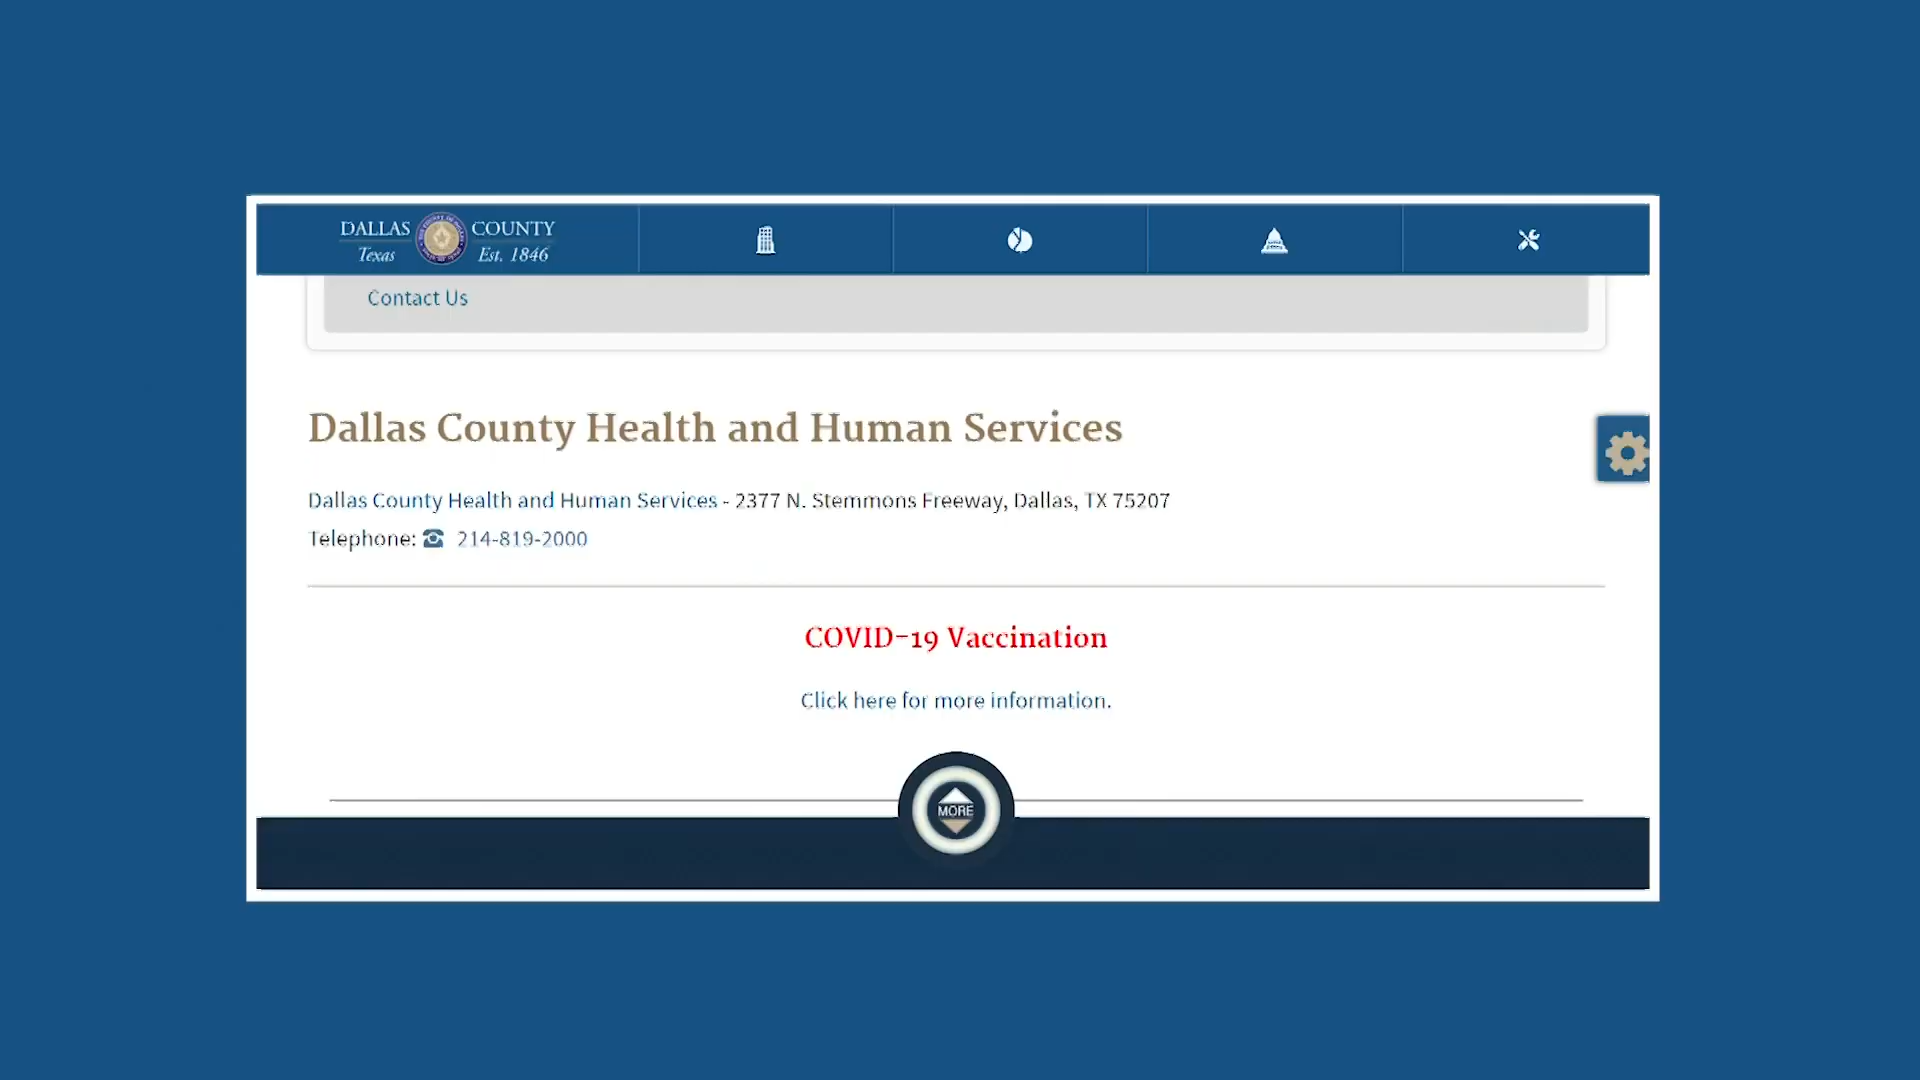 DALLAS COUNTY
Texas Est. 1846
Contact Us
Dallas County Health and Human Services
Dallas County Health and Human Services - 2377 N. Stemmons Freeway, Dallas, TX 75207
Telephone: 214-819-2000
COVID-19 Vaccination
Click here for more information.
MORE